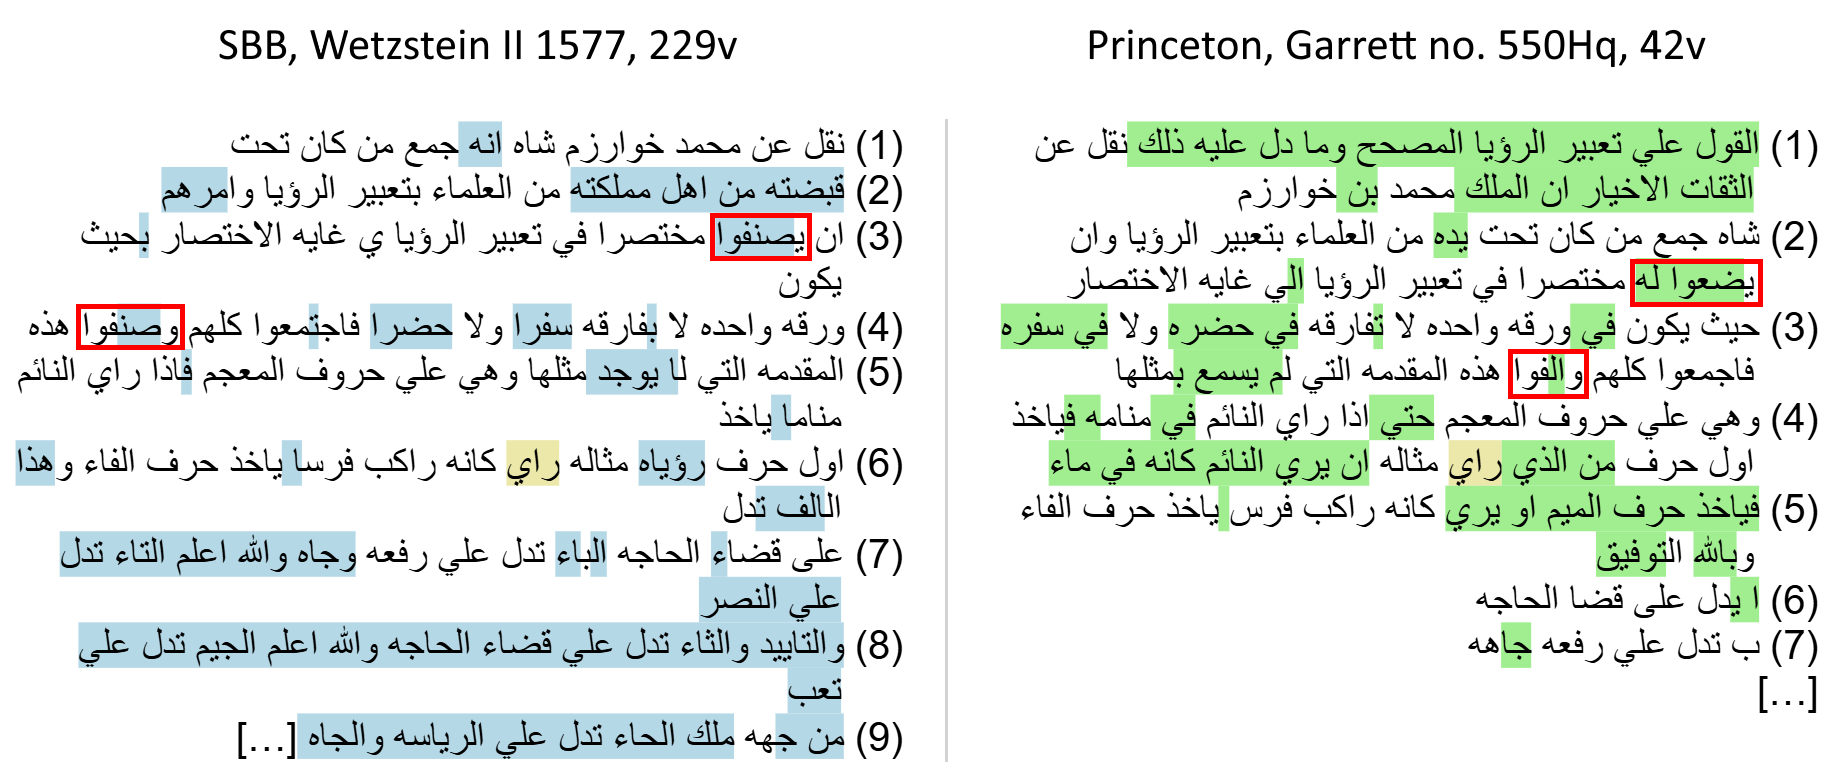 SBB, Wetzstein II 1577, 229v
(1) نقل عن محمد خوارزم شاه انه جمع من كان تحت
(2) قبضته من اهل مملكته من العلماء بتعبير الرؤيا وامرهم
(3) ان يصنفوا مختصرا في تعبير الرؤيا ي غايه الاختصار بحيث
يكون
(4) ورقه واحده لا بفارقه سفرا ولا حضرا فاجتمعوا كلهم وصنفوا هذه
(5) المقدمه التي لا يوجد مثلها وهي علي حروف المعجم فاذا راي النائم
مناما ياخذ
(6) اول حرف رؤياه مثاله راي كانه راكب فرسا ياخذ حرف الفاء وهذا
الالف تدل
(7) على قضاء الحاجه الباء تدل علي رفعه وجاه والله اعلم التاء تدل
علي النصر
(8) والتاييد والثاء تدل علي قضاء الحاجه والله اعلم الجيم تدل علي
تعب
(9) من جهه ملك الحاء تدل علي الرياسه والجاه [...]
Princeton, Garrett no. 550Hq, 42v
(1) القول علي تعبير الرؤيا المصحح وما دل عليه ذلك نقل عن
الثقات الاخيار ان الملك محمد بن خوارزم
(2) شاه جمع من كان تحت يده من العلماء بتعبير الرؤيا وان
يضعوا له مختصرا في تعبير الرؤيا الي غايه الاختصار
(3) حيث يكون في ورقه واحده لا تفارقه في حضره ولا في سفره
فاجمعوا كلهم والفوا هذه المقدمه التي لم يسمع بمثلها
(4) وهي علي حروف المعجم حتي اذا راي النائم في منامه فياخذ
اول حرف من الذي راي مثاله ان يري النائم كانه في ماء
(5) فياخذ حرف الميم او يري كانه راكب فرس ياخذ حرف الفاء
وبالله التوفيق
(6) ا يدل على قضا الحاجه
(7) ب تدل علي رفعه جاهه
[...]